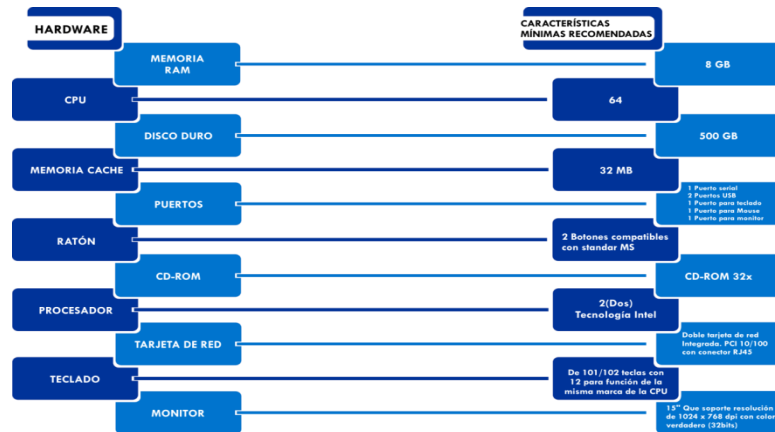 HARDWARE
CARACTERÍSTICAS
MÍNIMAS RECOMENDADAS
MEMORIA
RAM
8 GB
CPU
64
DISCO DURO
500 GB
MEMORIA CACHE
32 MB
PUERTOS
1 Puerto serial
2 Puertos USB
1 Puerto para teclado
1 Puerto para Mouse
1 Puerto para monitor
RATÓN
2 Botones compatibles
con standar MS
CD-ROM
CD-ROM 32x
PROCESADOR
2(Dos)
Tecnología Intel
TARJETA DE RED
Doble tarjeta de red
Integrada. PCI 10/100
con conector RJ45
TECLADO
De 101/102 teclas con
12 para función de la
misma marca de la CPU
MONITOR
15" Que soporte resolución
de 1024 x 768 dpi con color
verdadero (32bits)